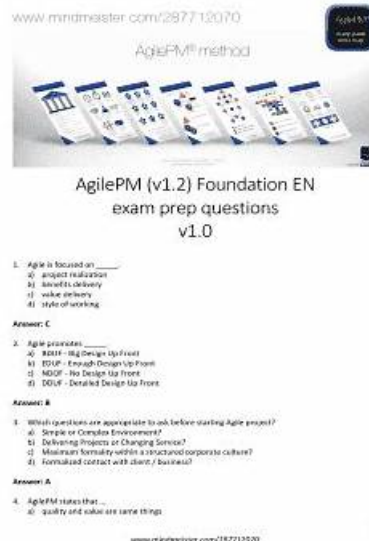 www.mindmeister.com/287712070
AgilePM® method
AgilePM (v1.2) Foundation EN
exam prep questions
v1.0
1. Agile is focused on _____.
a) project realization
b) benefits delivery
c) value delivery
d) style of working
Answer: C
2. Agile promotes _____
a) BDUF - Big Design Up Front
b) EDUF - Enough Design Up Front
c) NDUF - No Design Up Front
d) DDUF - Detailed Design Up Front
Answer: B
3. Which questions are appropriate to ask before starting Agile project?
a) Simple or Complex Environment?
b) Delivering Projects or Changing Service?
c) Maximum formality within a structured corporate culture?
d) Formalized contact with client / business?
Answer: A
4. AgilePM states that ...
a) quality and value are same things
www.mindmeister.com/287712070